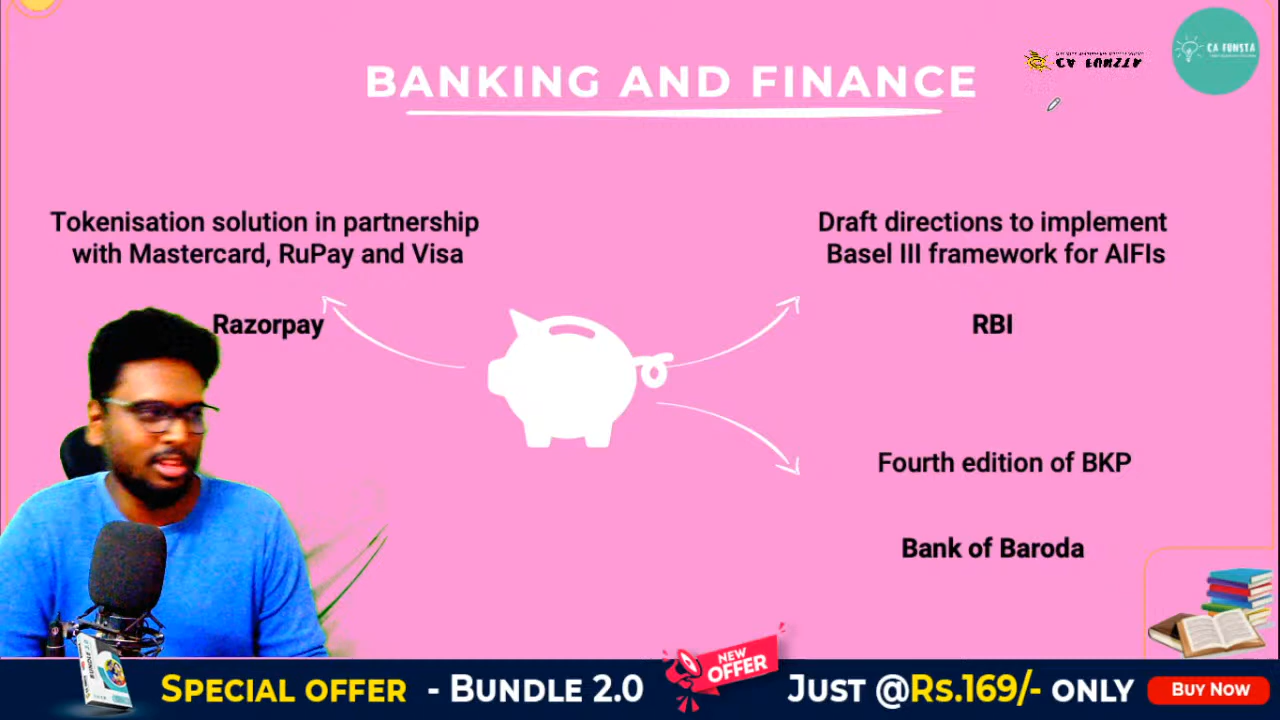 BANKING AND FINANCE
CA FUNSTA
Tokenisation solution in partnership
with Mastercard, RuPay and Visa
Razorpay
Draft directions to implement
Basel III framework for AIFIs
RBI
Fourth edition of BKP
Bank of Baroda
SPECIAL OFFER - BUNDLE 2.0
NEW
OFFER
JUST @Rs.169/- ONLY
BUY NOW